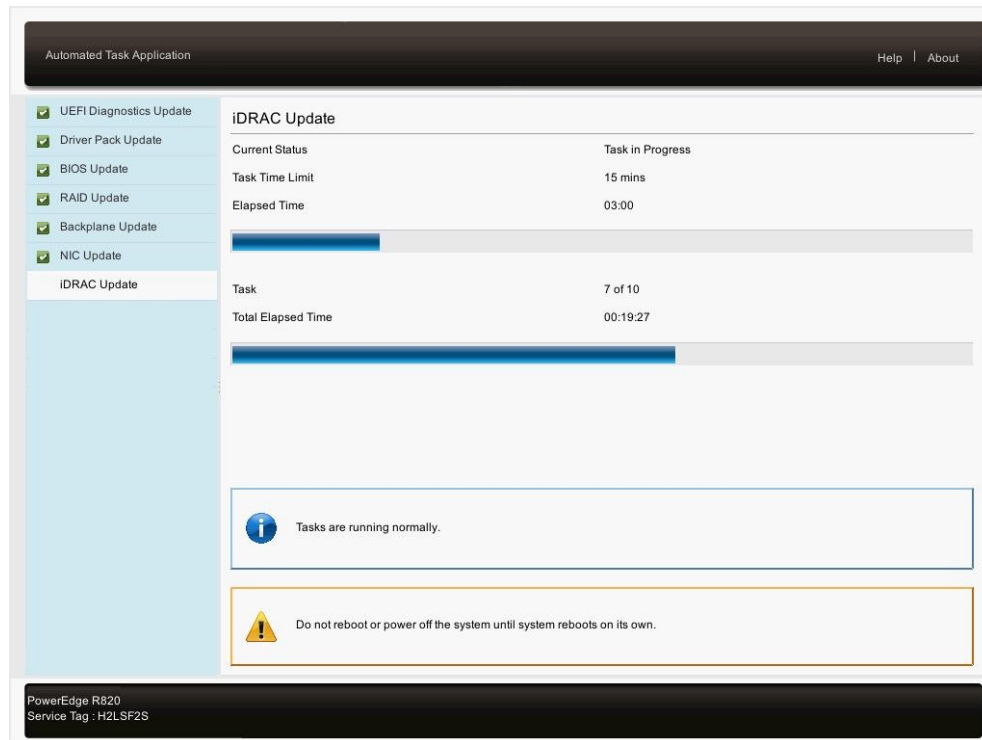 Automated Task Application
Help | About
UEFI Diagnostics Update
Driver Pack Update
BIOS Update
RAID Update
Backplane Update
NIC Update
iDRAC Update
iDRAC Update
Current Status Task in Progress
Task Time Limit 15 mins
Elapsed Time 03:00
Task 7 of 10
Total Elapsed Time 00:19:27
Tasks are running normally.
Do not reboot or power off the system until system reboots on its own.
PowerEdge R820
Service Tag : H2LSF2S